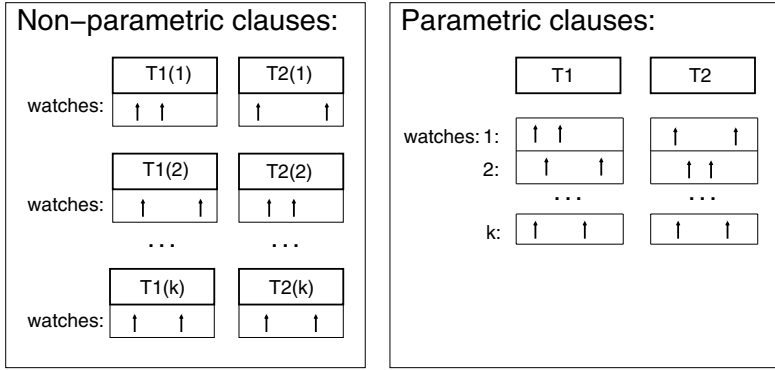 Non-parametric clauses:
T1(1) T2(1)
watches:
T1(2) T2(2)
watches:
... ...
T1(k) T2(k)
watches:
Parametric clauses:
T1 T2
watches: 1:
2:
... ...
k: